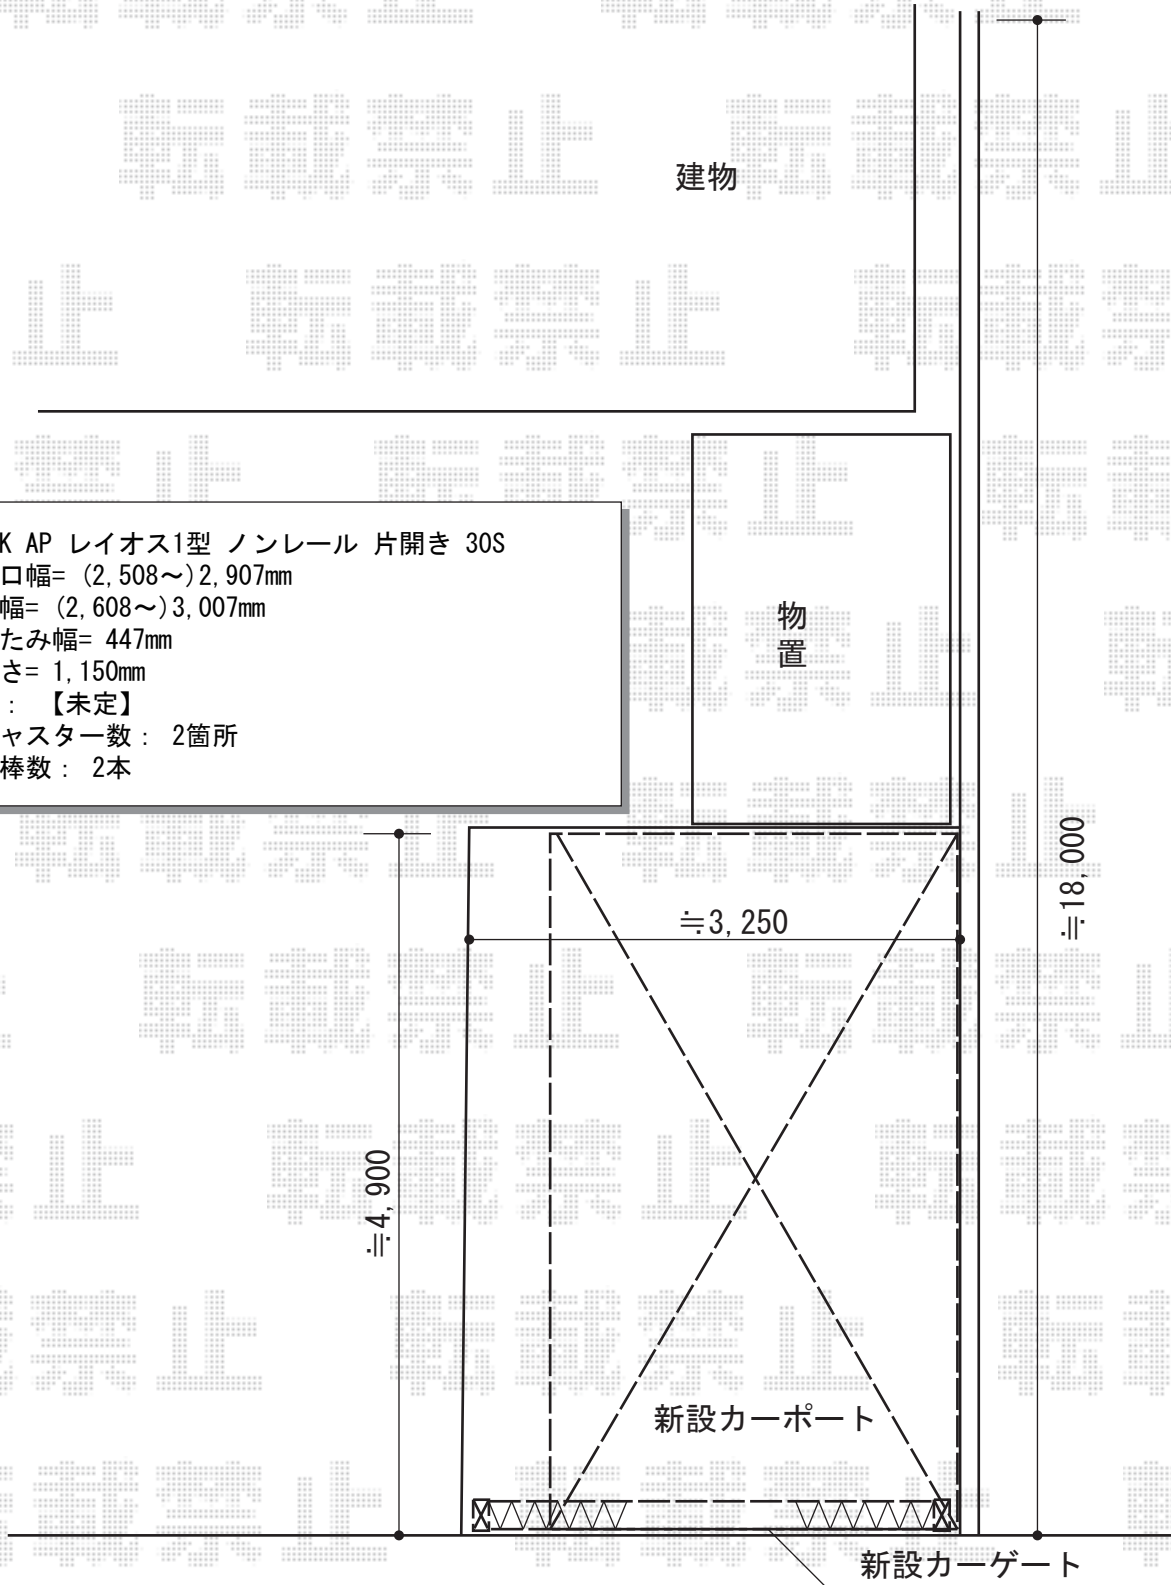 建物
K AP レイオス1型 ノンレール 片開き 30S
口幅= (2,508～)2,907mm
幅= (2,608～)3,007mm
たみ幅= 447mm
さ= 1,150mm
： 【未定】
ャスター数： 2箇所
棒数： 2本
物置
≒18,000
≒3,250
≒4,900
新設カーポート
新設カーゲート
転載禁止